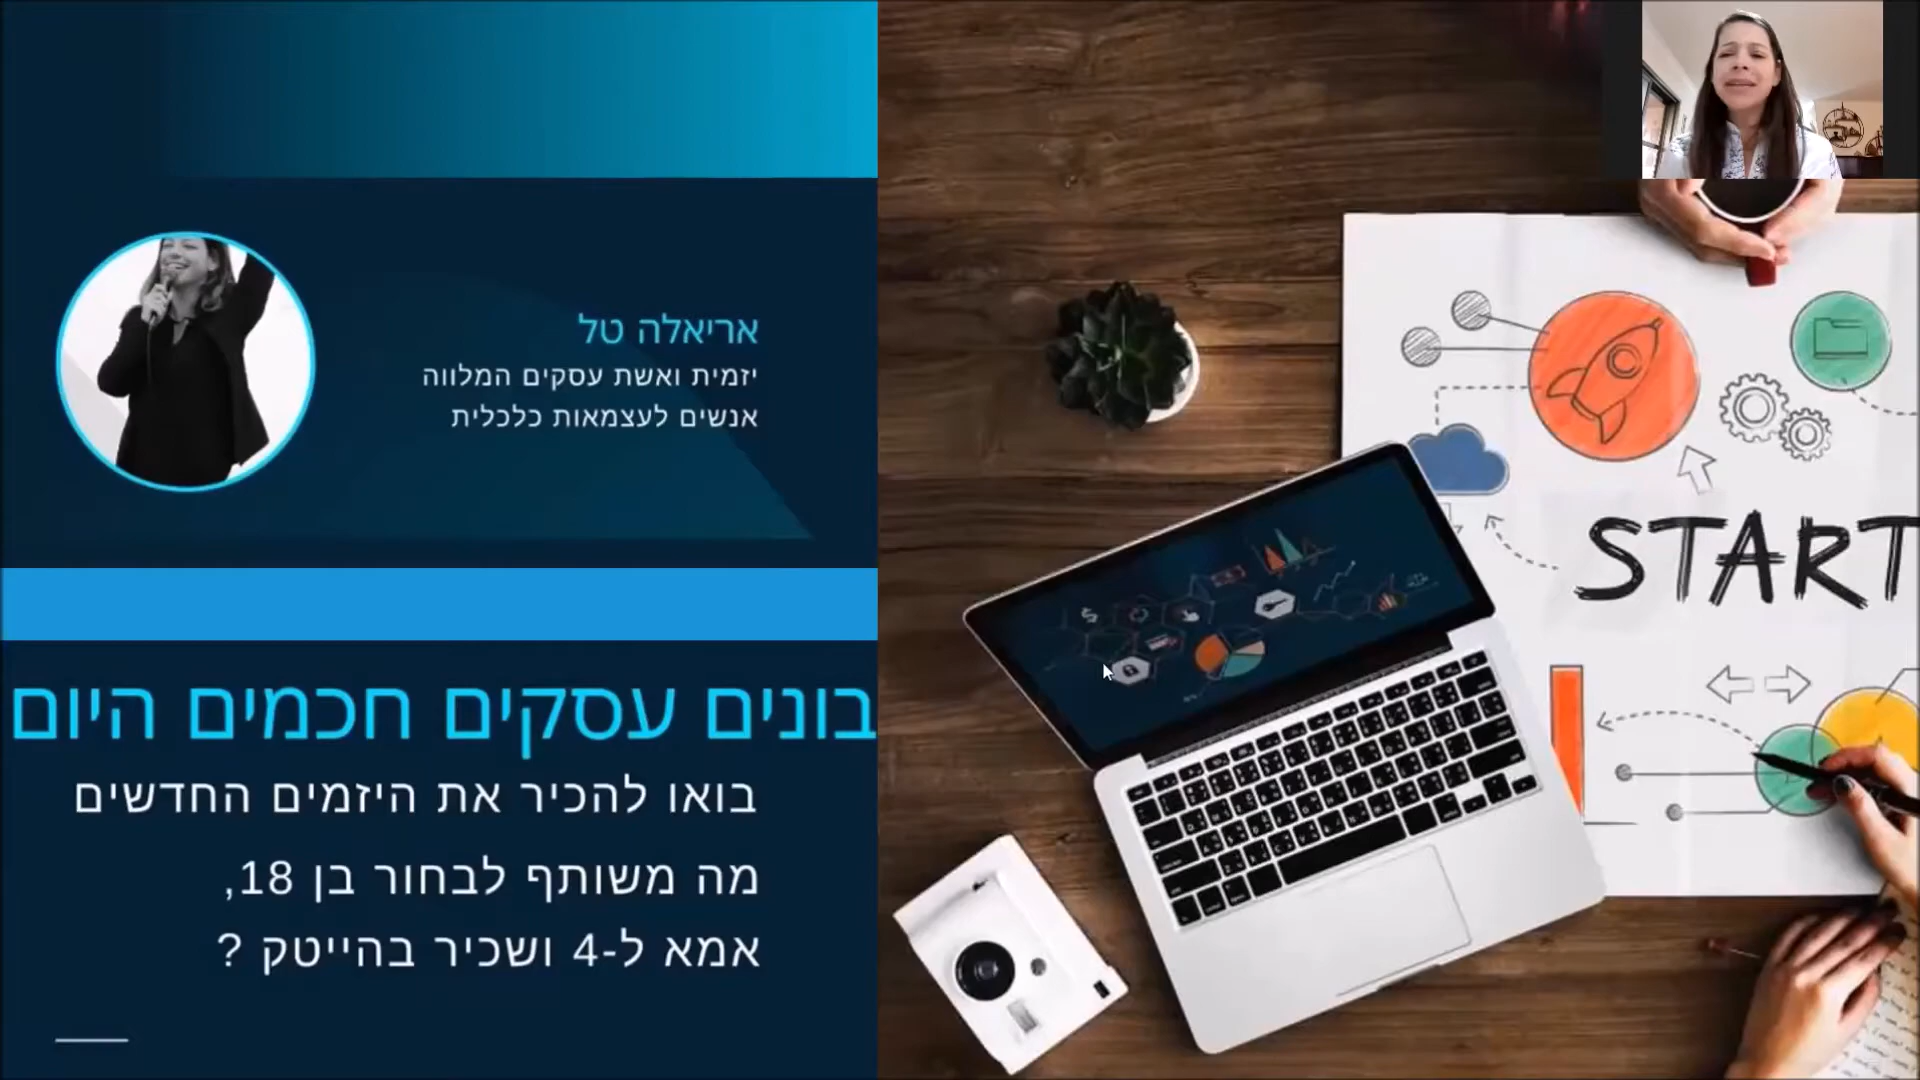 אריאלה טל
יזמית ואשת עסקים המלווה
אנשים לעצמאות כלכלית
בונים עסקים חכמים היום
בואו להכיר את היזמים החדשים
מה משותף לבחור בן 18,
אמא ל-4 ושכיר בהייטק ?
START